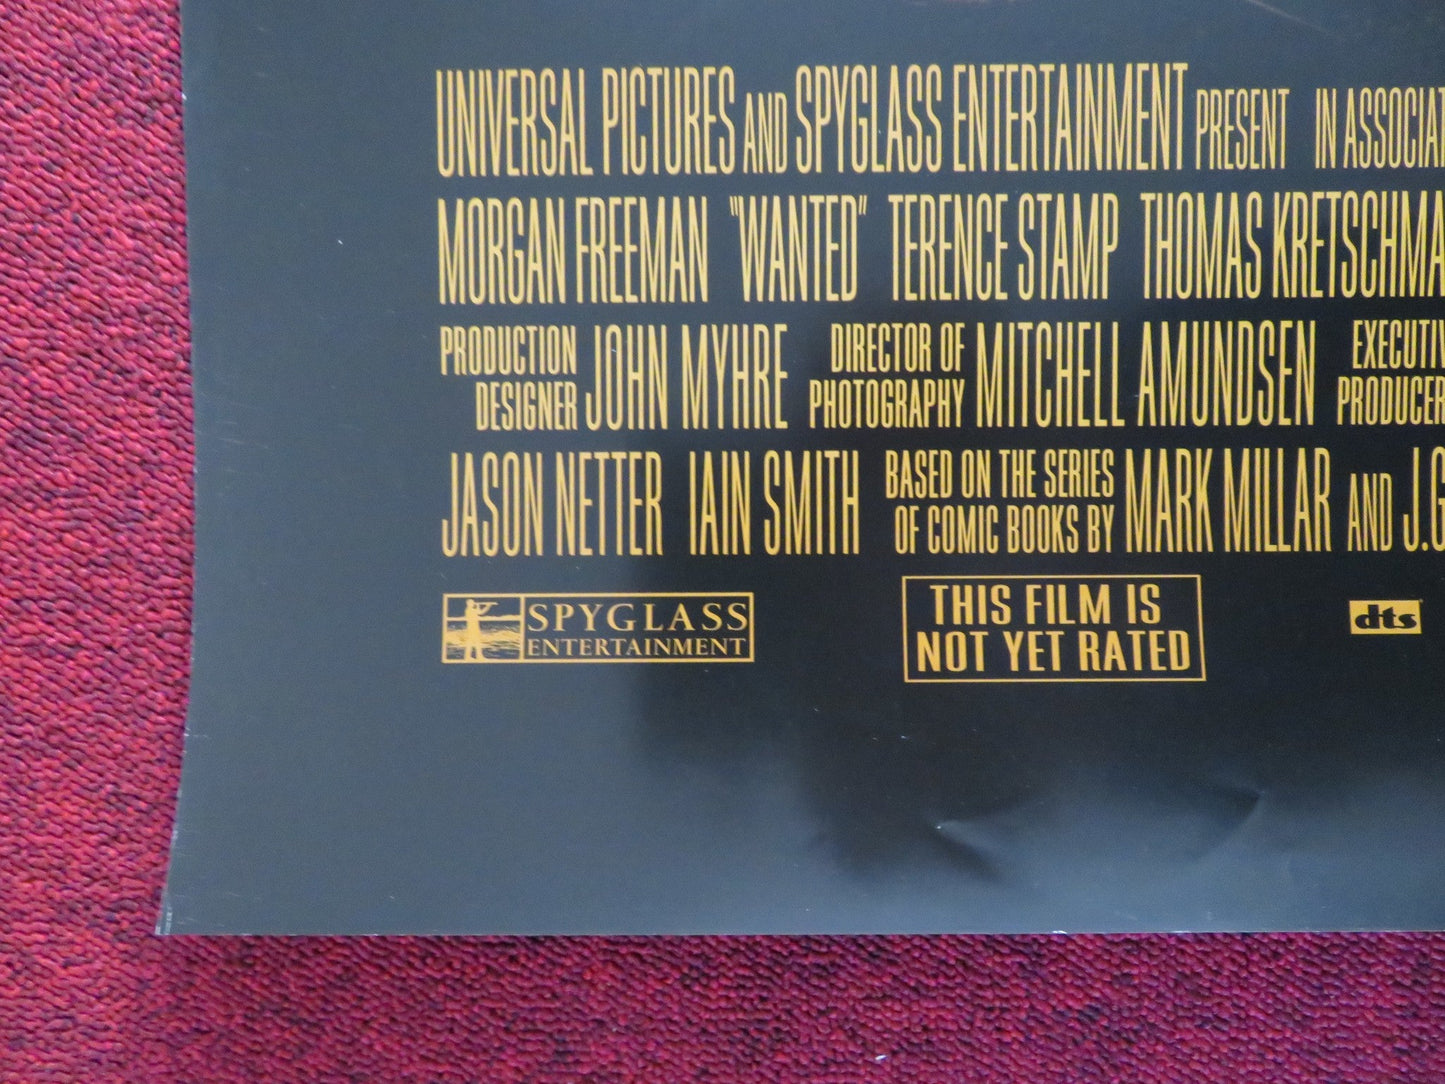 UNIVERSAL PICTURES AND SPYGLASS ENTERTAINMENT PRESENT IN ASSOCIAT
MORGAN FREEMAN "WANTED" TERENCE STAMP THOMAS KRETSCHMA
PRODUCTION DESIGNER JOHN MYHRE DIRECTOR OF PHOTOGRAPHY MITCHELL AMUNDSEN EXECUTIV PRODUCER
JASON NETTER IAIN SMITH BASED ON THE SERIES OF COMIC BOOKS BY MARK MILLAR AND J.G
SPYGLASS
ENTERTAINMENT
THIS FILM IS
NOT YET RATED
dts